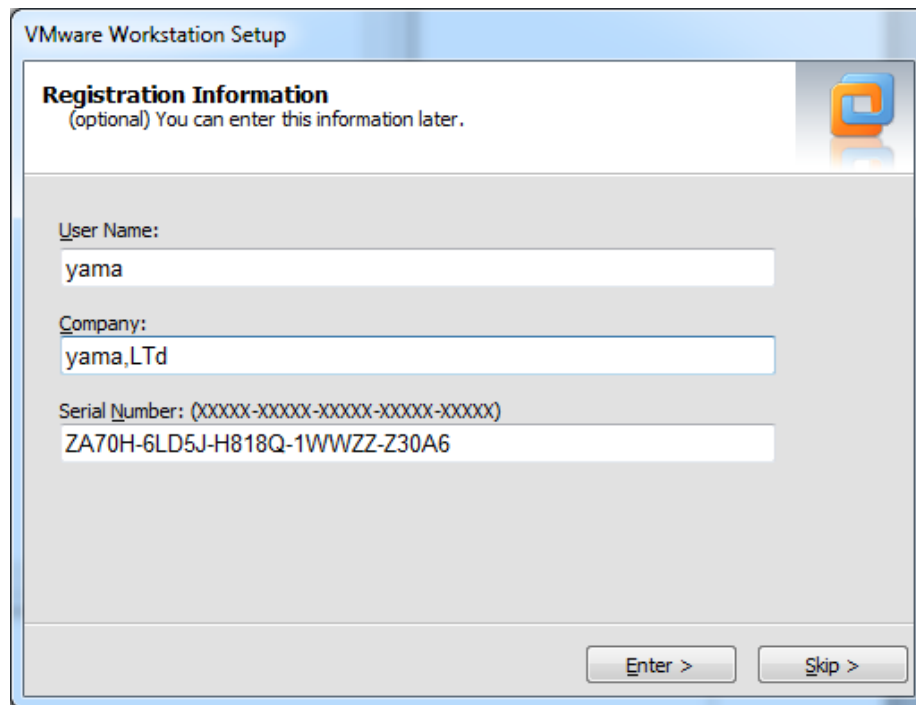 VMware Workstation Setup
Registration Information
(optional) You can enter this information later.
User Name:
yama
Company:
yama,LTd
Serial Number: (XXXXX-XXXXX-XXXXX-XXXXX-XXXXX)
ZA70H-6LD5J-H818Q-1WWZZ-Z30A6
Enter >
Skip >